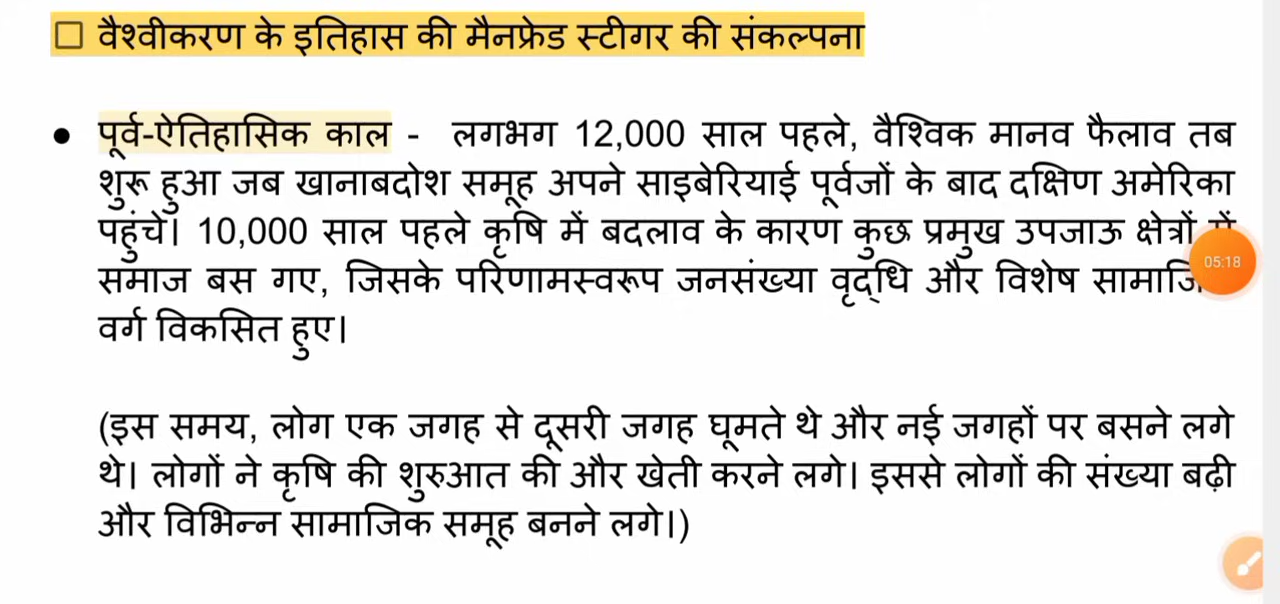 ☐ वैश्वीकरण के इतिहास की मैनफ्रेड स्टीगर की संकल्पना
● पूर्व-ऐतिहासिक काल - लगभग 12,000 साल पहले, वैश्विक मानव फैलाव तब
शुरू हुआ जब खानाबदोश समूह अपने साइबेरियाई पूर्वजों के बाद दक्षिण अमेरिका
पहुंचे। 10,000 साल पहले कृषि में बदलाव के कारण कुछ प्रमुख उपजाऊ क्षेत्रों में
05:18
समाज बस गए, जिसके परिणामस्वरूप जनसंख्या वृद्धि और विशेष
वर्ग विकसित हुए।
(इस समय, लोग एक जगह से दूसरी जगह घूमते थे और नई जगहों पर बसने लगे
थे। लोगों ने कृषि की शुरुआत की और खेती करने लगे। इससे लोगों की संख्या बढ़ी
और विभिन्न सामाजिक समूह बनने लगे।)